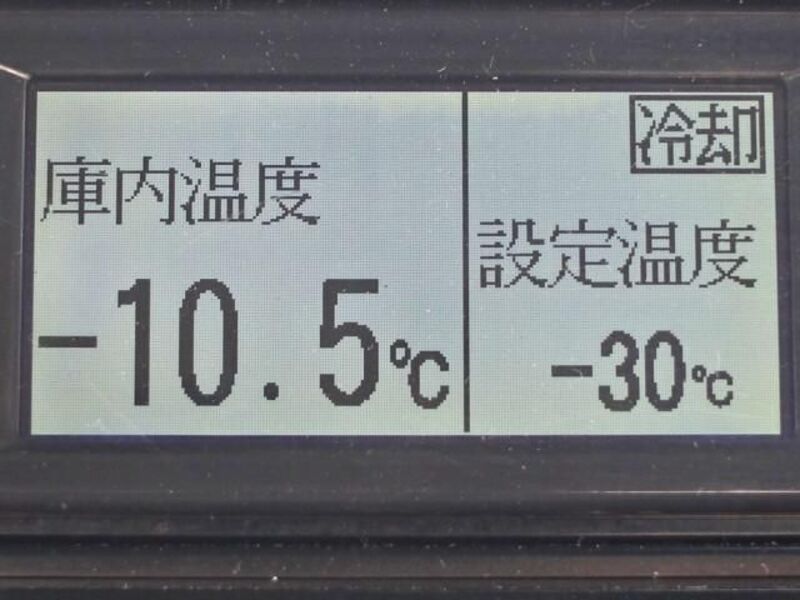 庫内温度
-10.5℃
冷却
設定温度
-30℃